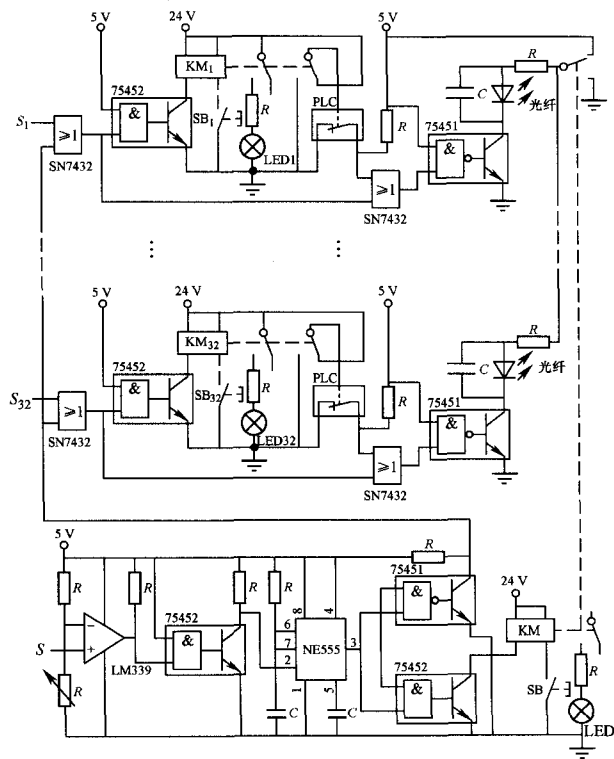 5 V
24 V
5 V
KM₁
R
75452
&
SB₁
R
PLC
C
光纤
S₁
≥1
SN7432
LED1
R
75451
&
≥1
SN7432
⋮
⋮
5 V
24 V
5 V
KM₃₂
R
75452
&
SB₃₂
R
PLC
C
光纤
S₃₂
≥1
SN7432
LED32
R
75451
&
≥1
SN7432
5 V
R
R
R
R
R
75451
&
24 V
KM
75452
&
8
4
6
7
2
NE555
3
S
−
+
LM339
R
1
5
C
C
75452
&
SB
R
LED